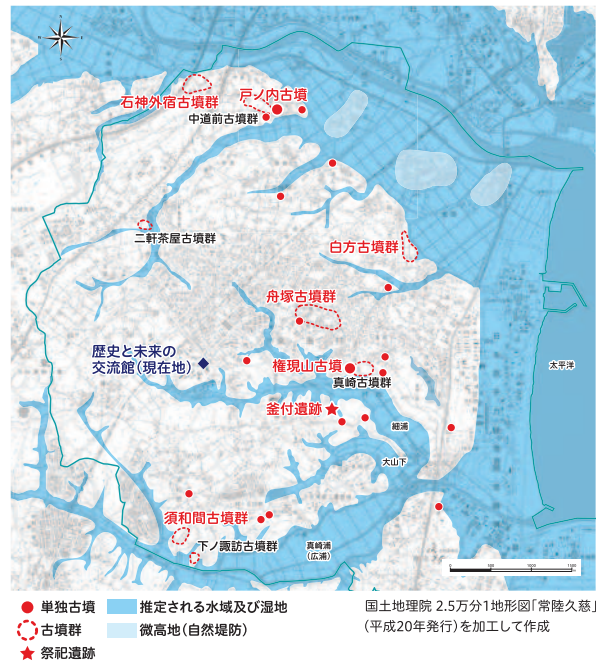 N
W
E
S
石神外宿古墳群
戸ノ内古墳
中道前古墳群
二軒茶屋古墳群
白方古墳群
舟塚古墳群
歴史と未来の
交流館(現在地)
権現山古墳
真崎古墳群
太平洋
釜付遺跡
細浦
大山下
須和間古墳群
下ノ諏訪古墳群
真崎浦
(広浦)
0 500 1000 1500
単独古墳
古墳群
祭祀遺跡
推定される水域及び湿地
微高地(自然堤防)
国土地理院 2.5万分1地形図「常陸久慈」
(平成20年発行)を加工して作成